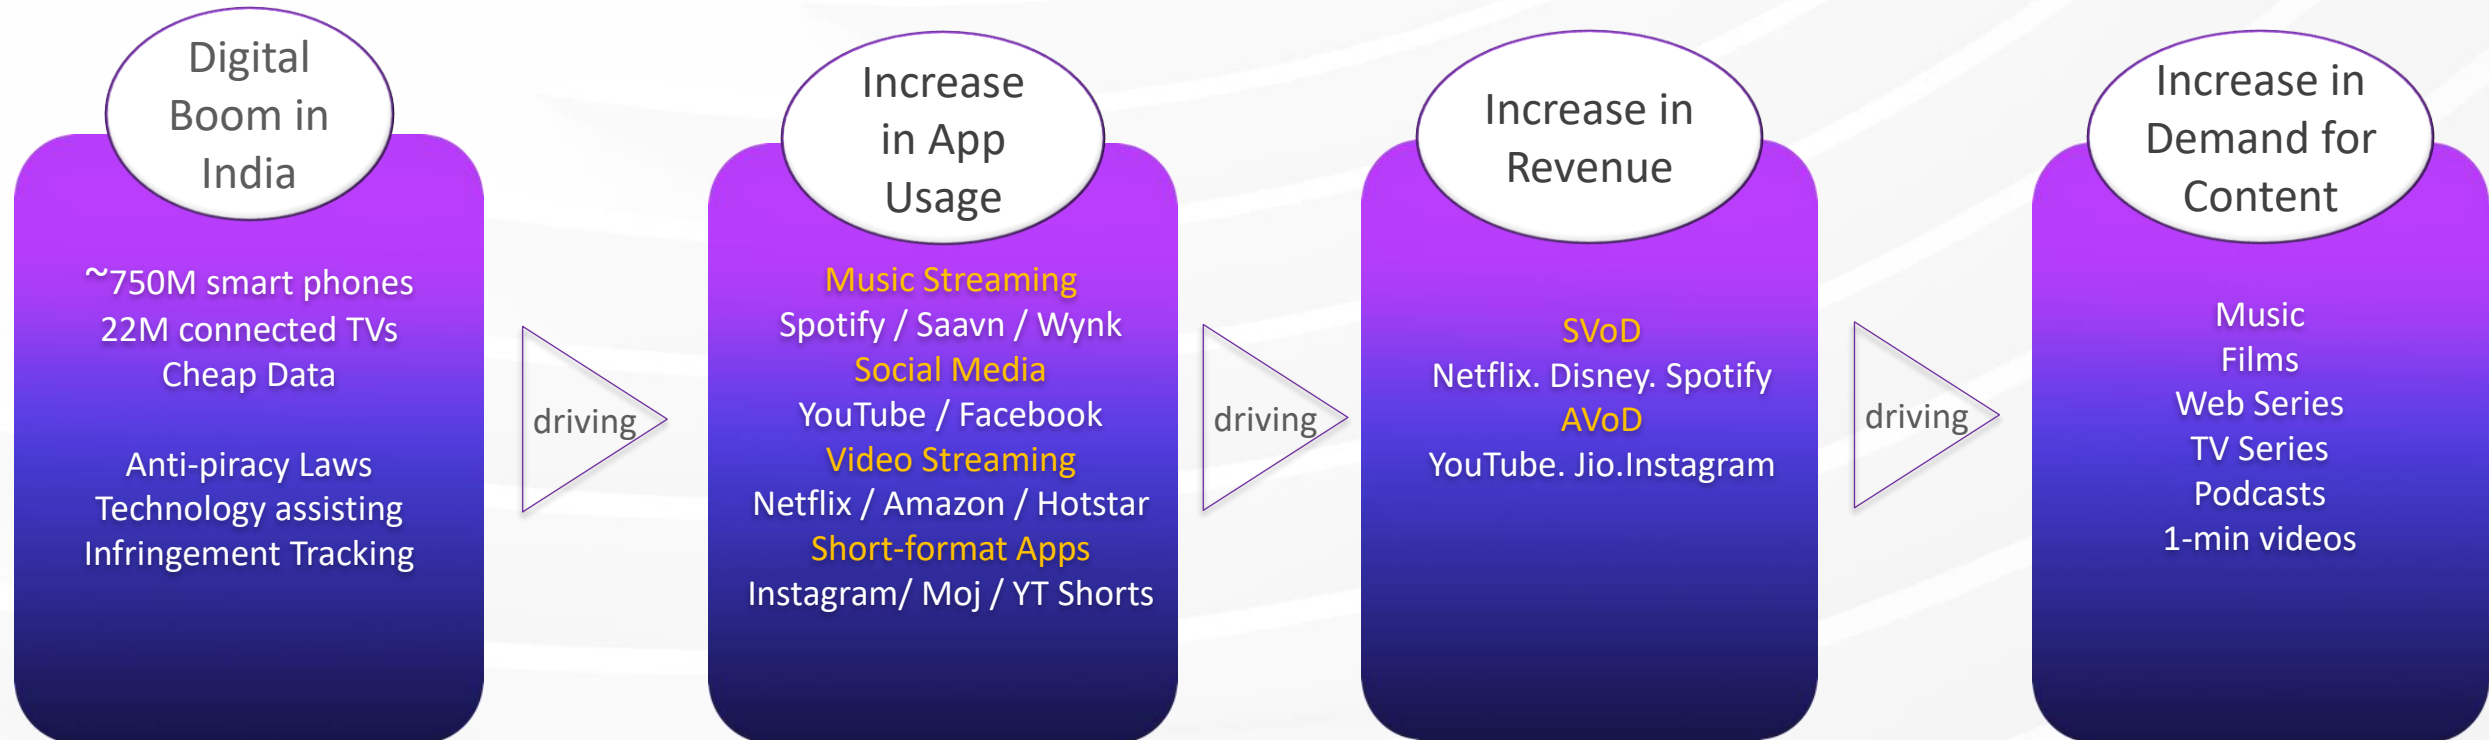 Digital
Boom in
India
~750M smart phones
22M connected TVs
Cheap Data
Anti-piracy Laws
Technology assisting
Infringement Tracking
driving
Increase
in App
Usage
Music Streaming
Spotify / Saavn / Wynk
Social Media
YouTube / Facebook
Video Streaming
Netflix / Amazon / Hotstar
Short-format Apps
Instagram/ Moj / YT Shorts
driving
Increase in
Revenue
SVoD
Netflix. Disney. Spotify
AVoD
YouTube. Jio.Instagram
driving
Increase in
Demand for
Content
Music
Films
Web Series
TV Series
Podcasts
1-min videos